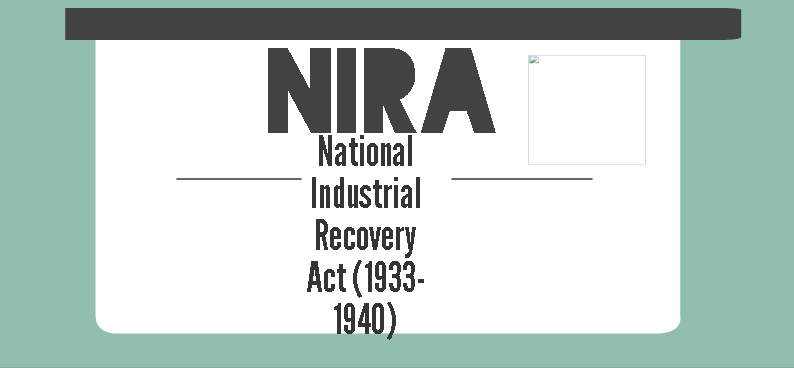 NIRA
National
Industrial
Recovery
Act (1933-
1940)